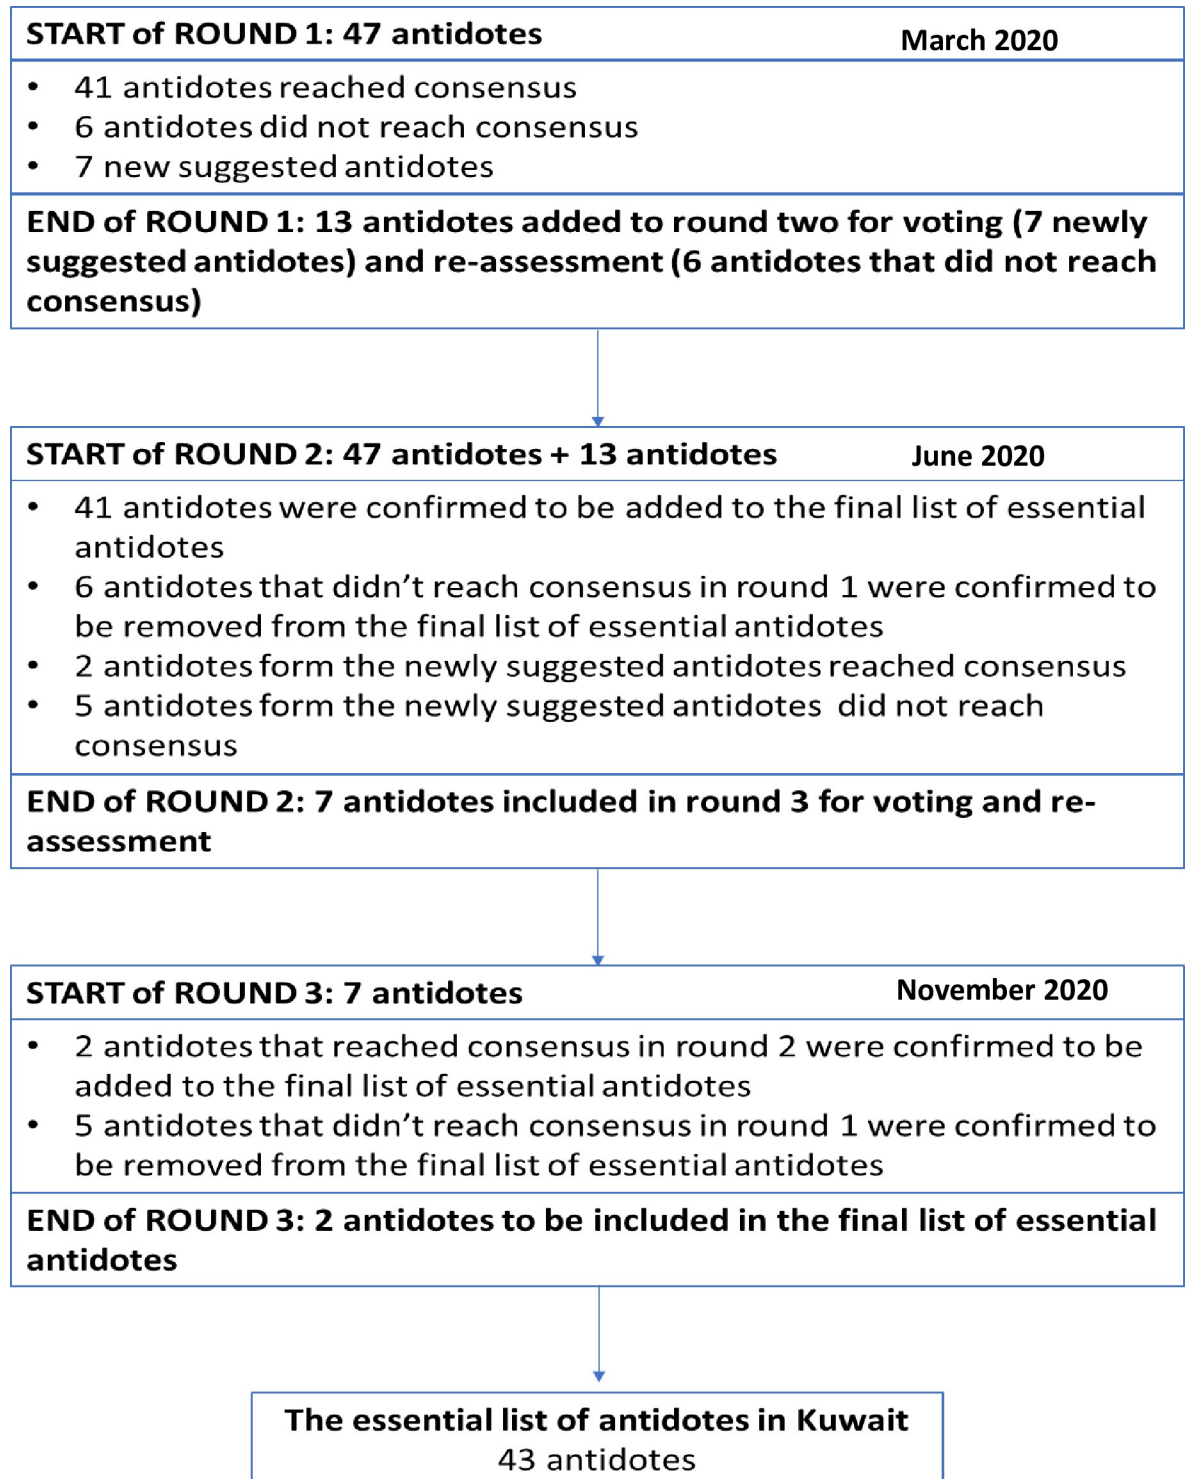 START of ROUND 1: 47 antidotes March 2020
• 41 antidotes reached consensus
• 6 antidotes did not reach consensus
• 7 new suggested antidotes
END of ROUND 1: 13 antidotes added to round two for voting (7 newly
suggested antidotes) and re-assessment (6 antidotes that did not reach
consensus)
START of ROUND 2: 47 antidotes + 13 antidotes June 2020
• 41 antidotes were confirmed to be added to the final list of essential
antidotes
• 6 antidotes that didn’t reach consensus in round 1 were confirmed to
be removed from the final list of essential antidotes
• 2 antidotes form the newly suggested antidotes reached consensus
• 5 antidotes form the newly suggested antidotes did not reach
consensus
END of ROUND 2: 7 antidotes included in round 3 for voting and re-
assessment
START of ROUND 3: 7 antidotes November 2020
• 2 antidotes that reached consensus in round 2 were confirmed to be
added to the final list of essential antidotes
• 5 antidotes that didn’t reach consensus in round 1 were confirmed to
be removed from the final list of essential antidotes
END of ROUND 3: 2 antidotes to be included in the final list of essential
antidotes
The essential list of antidotes in Kuwait
43 antidotes